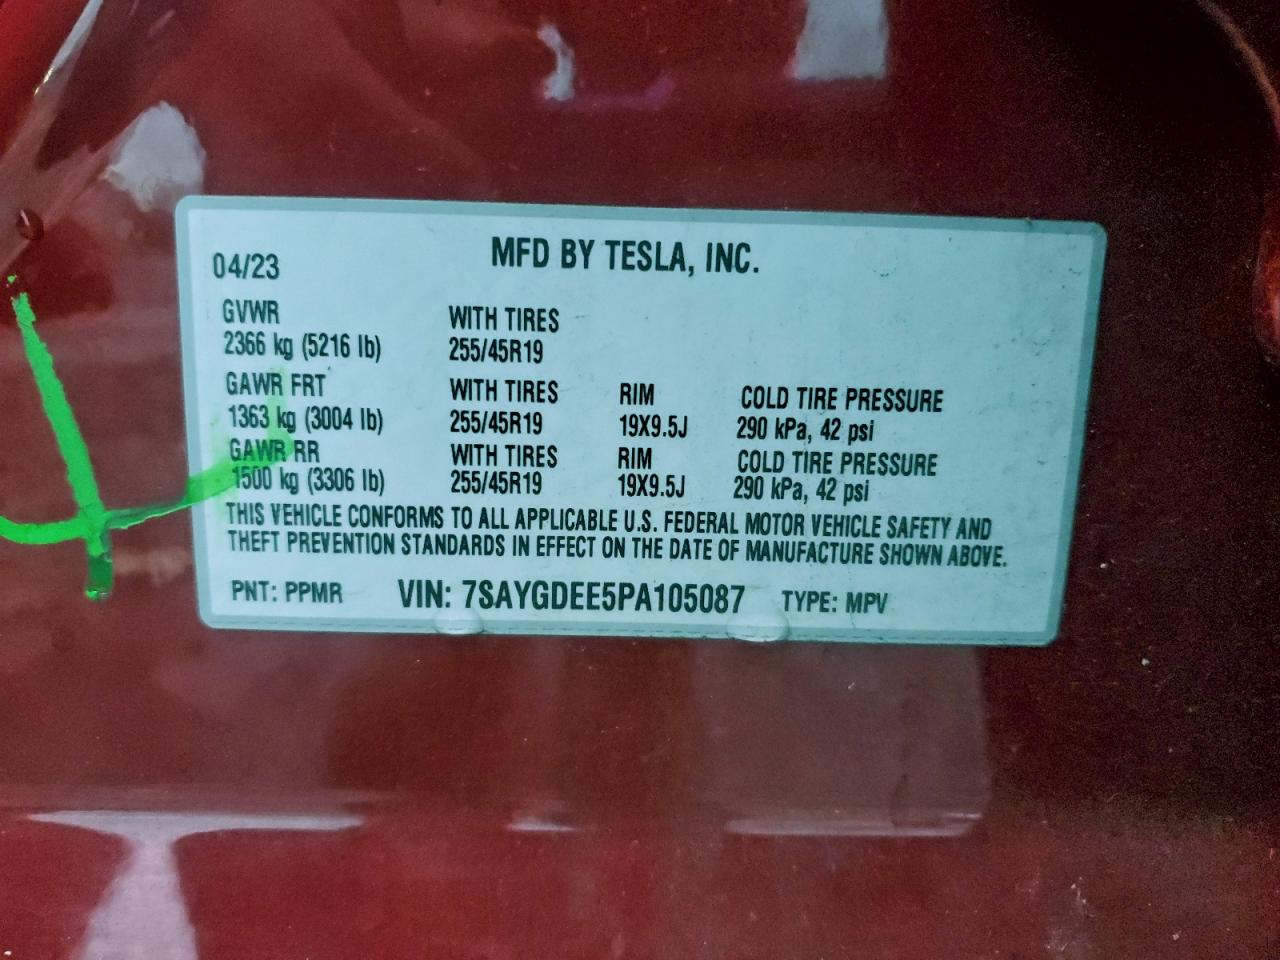 MFD BY TESLA, INC.
04/23
GVWR WITH TIRES
2366 kg (5216 lb) 255/45R19
GAWR FRT WITH TIRES RIM COLD TIRE PRESSURE
1363 kg (3004 lb) 255/45R19 19X9.5J 290 kPa, 42 psi
GAWR RR WITH TIRES RIM COLD TIRE PRESSURE
1500 kg (3306 lb) 255/45R19 19X9.5J 290 kPa, 42 psi
THIS VEHICLE CONFORMS TO ALL APPLICABLE U.S. FEDERAL MOTOR VEHICLE SAFETY AND
THEFT PREVENTION STANDARDS IN EFFECT ON THE DATE OF MANUFACTURE SHOWN ABOVE.
PNT: PPMR VIN: 7SAYGDEE5PA105087 TYPE: MPV